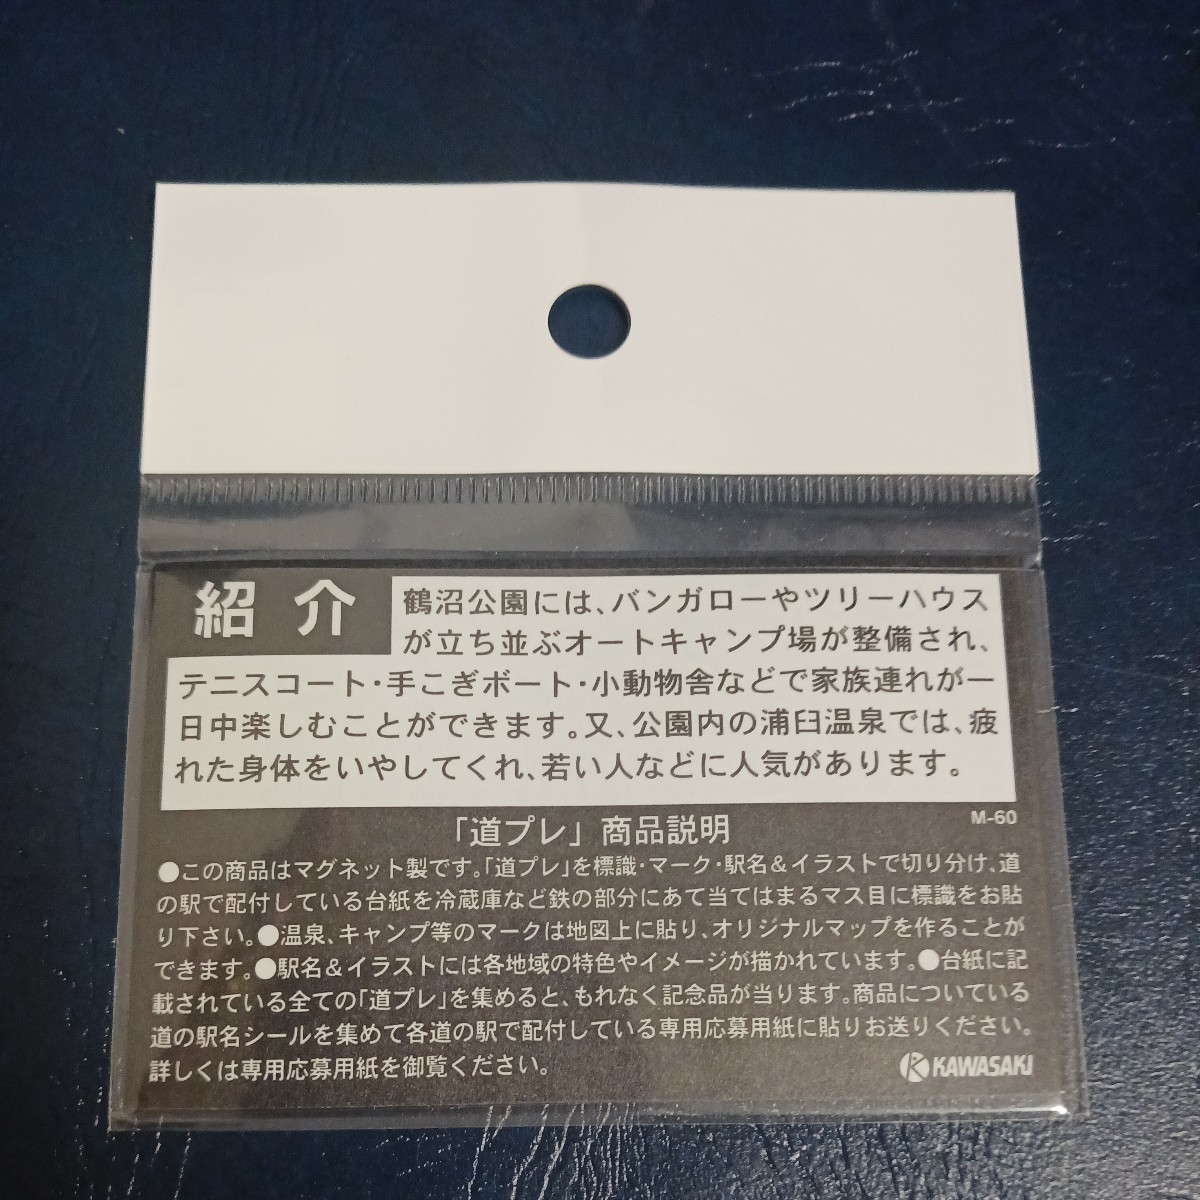 紹介
鶴沼公園には、バンガローやツリーハウス
が立ち並ぶオートキャンプ場が整備され、
テニスコート・手こぎボート・小動物舎などで家族連れが一
日中楽しむことができます。又、公園内の浦臼温泉では、疲
れた身体をいやしてくれ、若い人などに人気があります。
M-60
「道プレ」商品説明
●この商品はマグネット製です。「道プレ」を標識・マーク・駅名&イラストで切り分け、道
の駅で配付している台紙を冷蔵庫など鉄の部分にあて当てはまるマス目に標識をお貼
り下さい。●温泉、キャンプ等のマークは地図上に貼り、オリジナルマップを作ることが
できます。●駅名&イラストには各地域の特色やイメージが描かれています。●台紙に記
載されている全ての「道プレ」を集めると、もれなく記念品が当ります。商品についている
道の駅名シールを集めて各道の駅で配付している専用応募用紙に貼りお送りください。
詳しくは専用応募用紙を御覧ください。
KAWASAKI